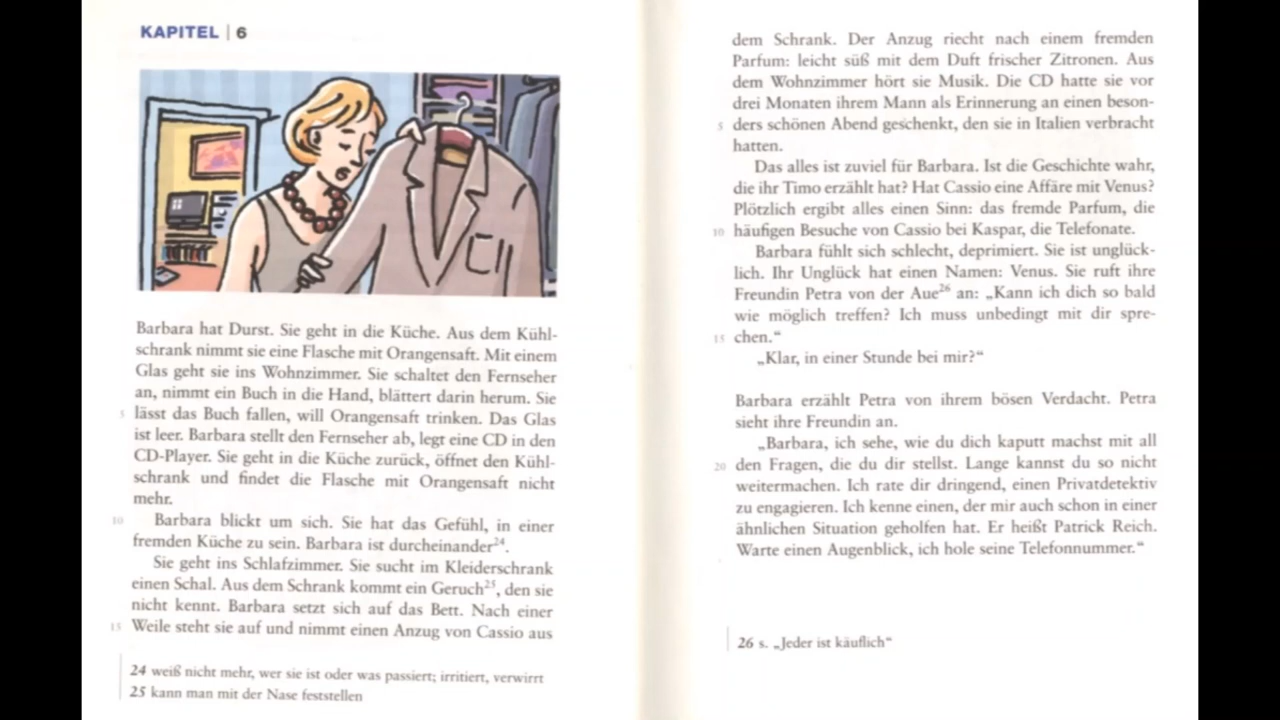 KAPITEL | 6
Barbara hat Durst. Sie geht in die Küche. Aus dem Kühl-
schrank nimmt sie eine Flasche mit Orangensaft. Mit einem
Glas geht sie ins Wohnzimmer. Sie schaltet den Fernseher
an, nimmt ein Buch in die Hand, blättert darin herum. Sie
5 lässt das Buch fallen, will Orangensaft trinken. Das Glas
ist leer. Barbara stellt den Fernseher ab, legt eine CD in den
CD-Player. Sie geht in die Küche zurück, öffnet den Kühl-
schrank und findet die Flasche mit Orangensaft nicht
mehr.
10 Barbara blickt um sich. Sie hat das Gefühl, in einer
fremden Küche zu sein. Barbara ist durcheinander²⁴.
Sie geht ins Schlafzimmer. Sie sucht im Kleiderschrank
einen Schal. Aus dem Schrank kommt ein Geruch²⁵, den sie
nicht kennt. Barbara setzt sich auf das Bett. Nach einer
15 Weile steht sie auf und nimmt einen Anzug von Cassio aus
24 weiß nicht mehr, wer sie ist oder was passiert; irritiert, verwirrt
25 kann man mit der Nase feststellen
dem Schrank. Der Anzug riecht nach einem fremden
Parfum: leicht süß mit dem Duft frischer Zitronen. Aus
dem Wohnzimmer hört sie Musik. Die CD hatte sie vor
drei Monaten ihrem Mann als Erinnerung an einen beson-
5 ders schönen Abend geschenkt, den sie in Italien verbracht
hatten.
Das alles ist zuviel für Barbara. Ist die Geschichte wahr,
die ihr Timo erzählt hat? Hat Cassio eine Affäre mit Venus?
Plötzlich ergibt alles einen Sinn: das fremde Parfum, die
10 häufigen Besuche von Cassio bei Kaspar, die Telefonate.
Barbara fühlt sich schlecht, deprimiert. Sie ist unglück-
lich. Ihr Unglück hat einen Namen: Venus. Sie ruft ihre
Freundin Petra von der Aue²⁶ an: „Kann ich dich so bald
wie möglich treffen? Ich muss unbedingt mit dir spre-
15 chen.“
„Klar, in einer Stunde bei mir?“
Barbara erzählt Petra von ihrem bösen Verdacht. Petra
sieht ihre Freundin an.
„Barbara, ich sehe, wie du dich kaputt machst mit all
20 den Fragen, die du dir stellst. Lange kannst du so nicht
weitermachen. Ich rate dir dringend, einen Privatdetektiv
zu engagieren. Ich kenne einen, der mir auch schon in einer
ähnlichen Situation geholfen hat. Er heißt Patrick Reich.
Warte einen Augenblick, ich hole seine Telefonnummer.“
26 s. „Jeder ist käuflich“